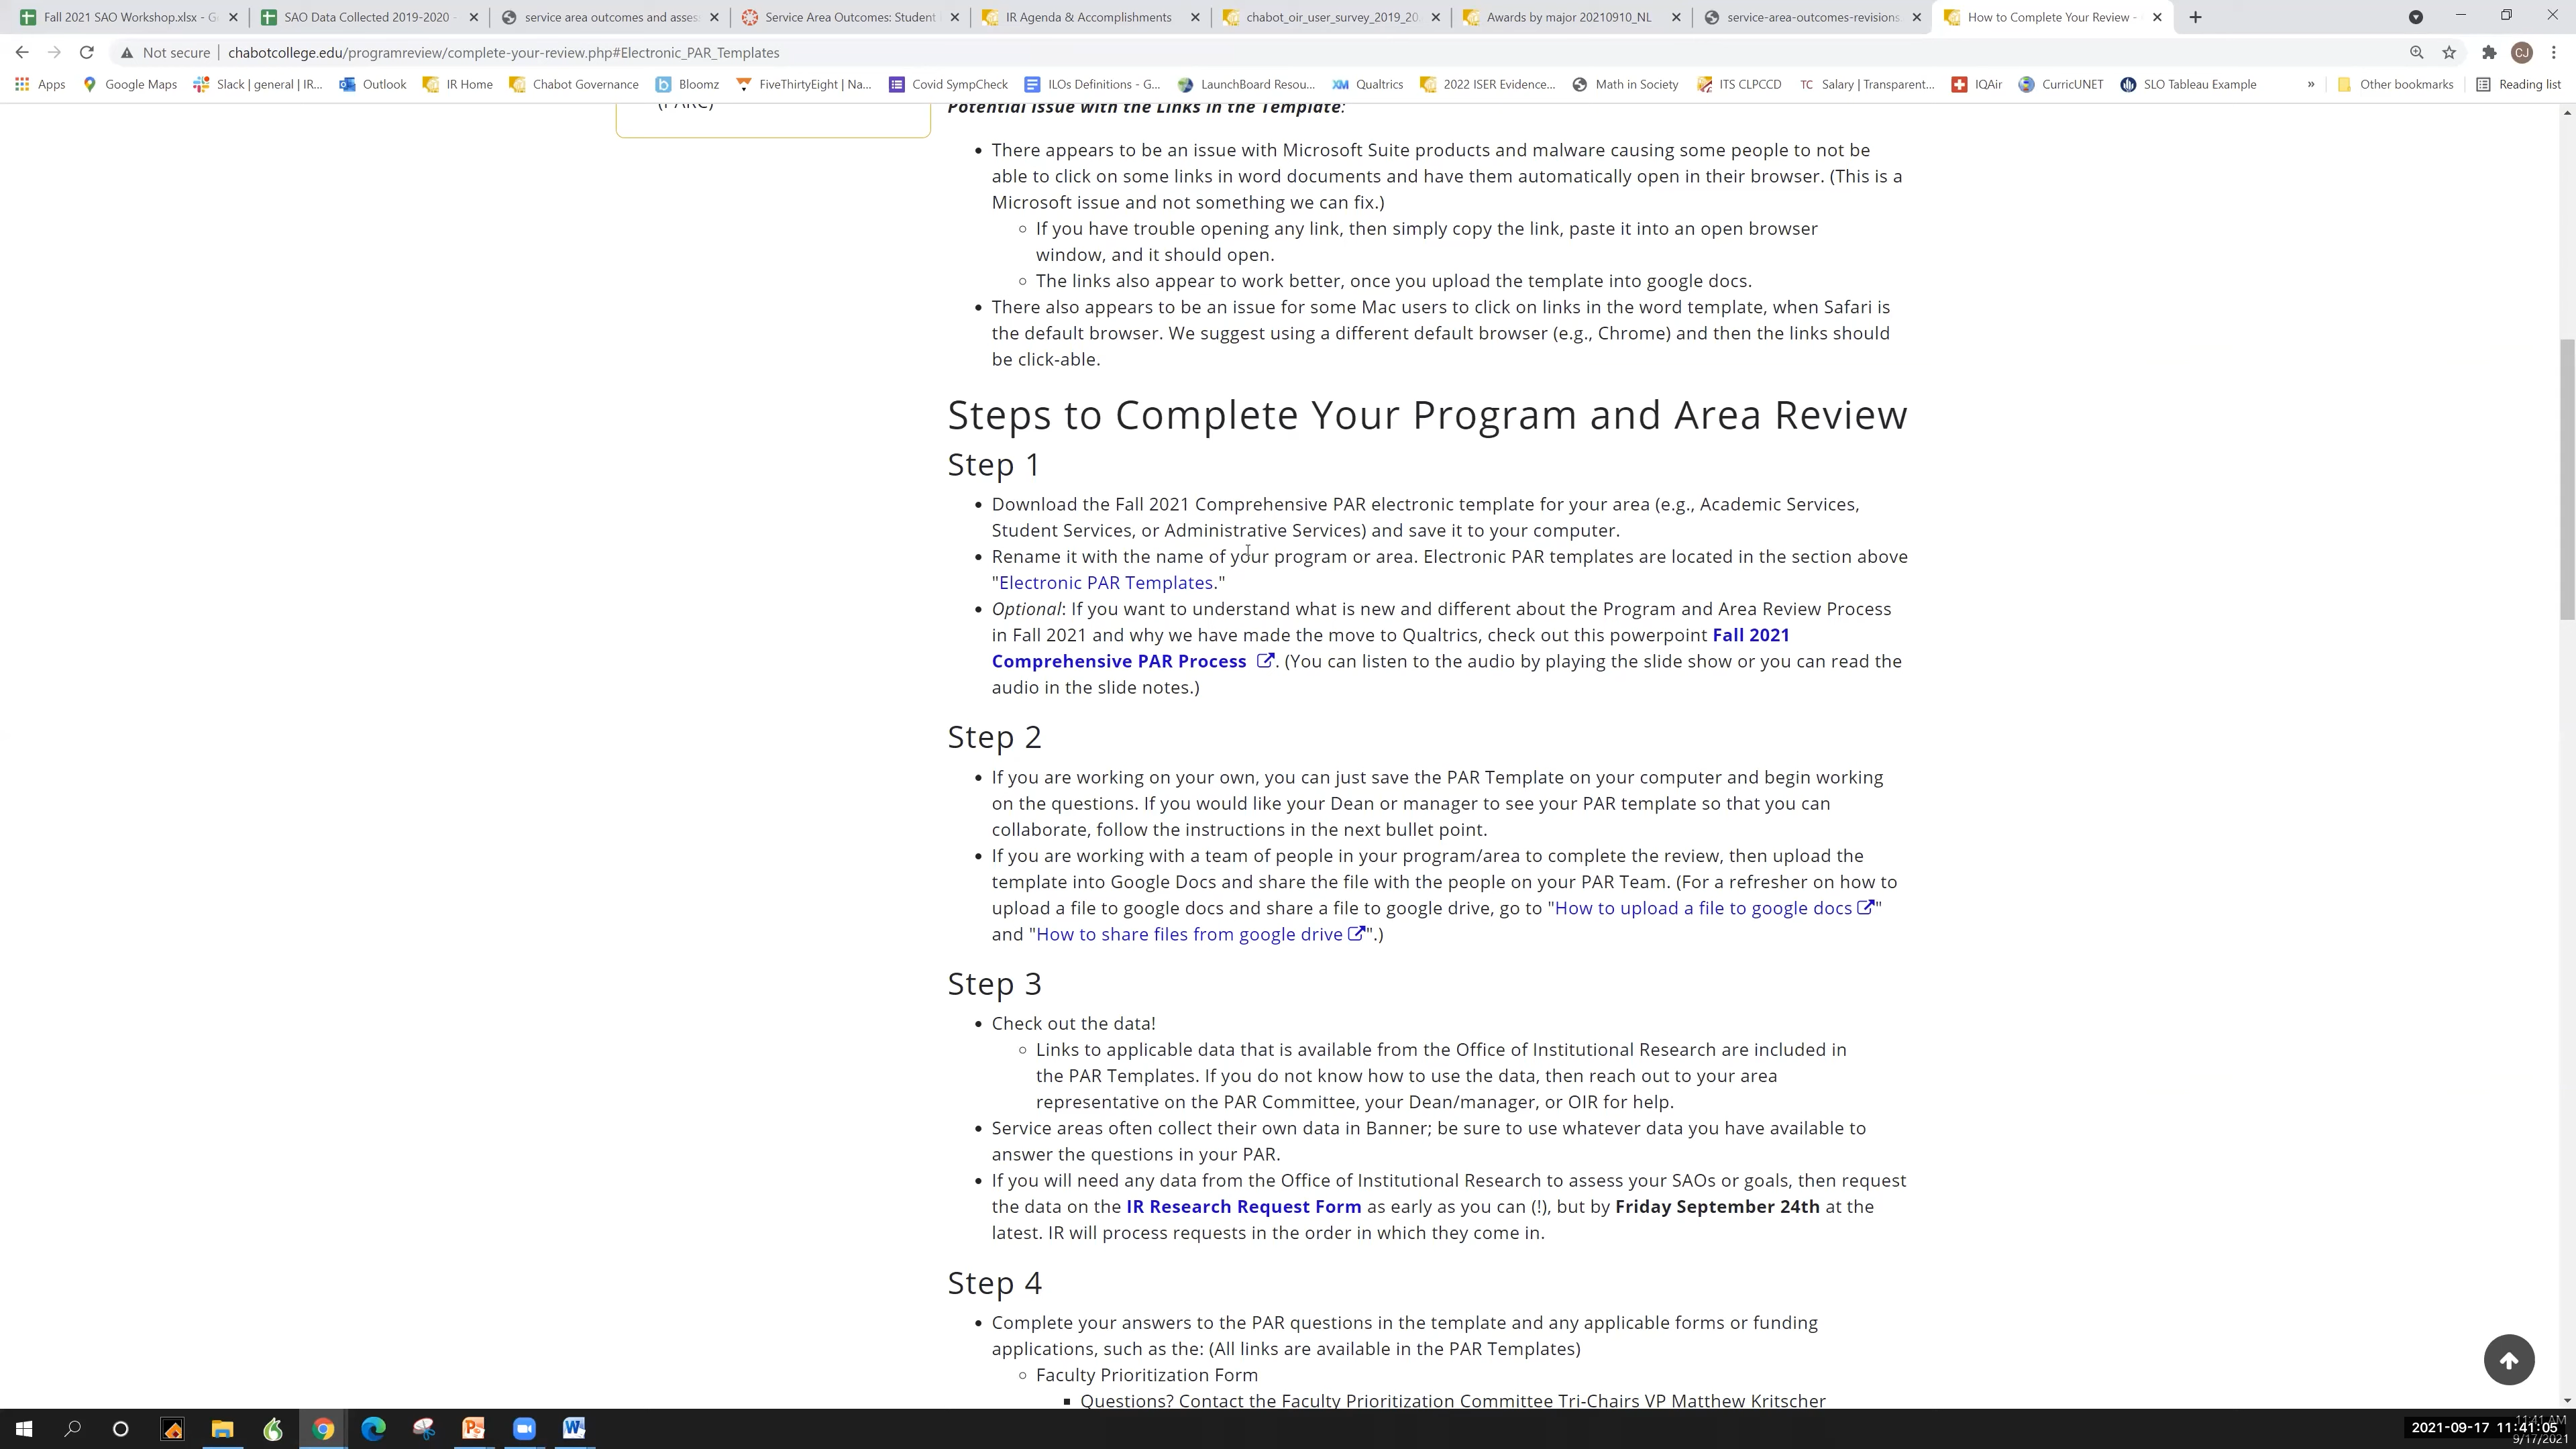 Fall 2021 SAO Workshop.xlsx - G
SAO Data Collected 2019-2020 -
service area outcomes and asses
Service Area Outcomes: Student
IR Agenda & Accomplishments
chabot_oir_user_survey_2019_20
Awards by major 20210910_NL
service-area-outcomes-revisions
How to Complete Your Review -
Not secure | chabotcollege.edu/programreview/complete-your-review.php#Electronic_PAR_Templates
CJ
Apps
Google Maps
Slack | general | IR...
Outlook
IR Home
Chabot Governance
Bloomz
FiveThirtyEight | Na...
Covid SympCheck
ILOs Definitions - G...
LaunchBoard Resou...
Qualtrics
2022 ISER Evidence...
Math in Society
ITS CLPCCD
TC Salary | Transparent...
IQAir
CurricUNET
SLO Tableau Example
»
Other bookmarks
Reading list
(PARC)
Potential Issue with the Links in the Template:
• There appears to be an issue with Microsoft Suite products and malware causing some people to not be
able to click on some links in word documents and have them automatically open in their browser. (This is a
Microsoft issue and not something we can fix.)
○ If you have trouble opening any link, then simply copy the link, paste it into an open browser
window, and it should open.
○ The links also appear to work better, once you upload the template into google docs.
• There also appears to be an issue for some Mac users to click on links in the word template, when Safari is
the default browser. We suggest using a different default browser (e.g., Chrome) and then the links should
be click-able.
Steps to Complete Your Program and Area Review
Step 1
• Download the Fall 2021 Comprehensive PAR electronic template for your area (e.g., Academic Services,
Student Services, or Administrative Services) and save it to your computer.
• Rename it with the name of your program or area. Electronic PAR templates are located in the section above
"Electronic PAR Templates."
• Optional: If you want to understand what is new and different about the Program and Area Review Process
in Fall 2021 and why we have made the move to Qualtrics, check out this powerpoint Fall 2021
Comprehensive PAR Process. (You can listen to the audio by playing the slide show or you can read the
audio in the slide notes.)
Step 2
• If you are working on your own, you can just save the PAR Template on your computer and begin working
on the questions. If you would like your Dean or manager to see your PAR template so that you can
collaborate, follow the instructions in the next bullet point.
• If you are working with a team of people in your program/area to complete the review, then upload the
template into Google Docs and share the file with the people on your PAR Team. (For a refresher on how to
upload a file to google docs and share a file to google drive, go to "How to upload a file to google docs"
and "How to share files from google drive".)
Step 3
• Check out the data!
○ Links to applicable data that is available from the Office of Institutional Research are included in
the PAR Templates. If you do not know how to use the data, then reach out to your area
representative on the PAR Committee, your Dean/manager, or OIR for help.
• Service areas often collect their own data in Banner; be sure to use whatever data you have available to
answer the questions in your PAR.
• If you will need any data from the Office of Institutional Research to assess your SAOs or goals, then request
the data on the IR Research Request Form as early as you can (!), but by Friday September 24th at the
latest. IR will process requests in the order in which they come in.
Step 4
• Complete your answers to the PAR questions in the template and any applicable forms or funding
applications, such as the: (All links are available in the PAR Templates)
○ Faculty Prioritization Form
▪ Questions? Contact the Faculty Prioritization Committee Tri-Chairs VP Matthew Kritscher
11:41 AM
2021-09-17 11:41:05
9/17/2021